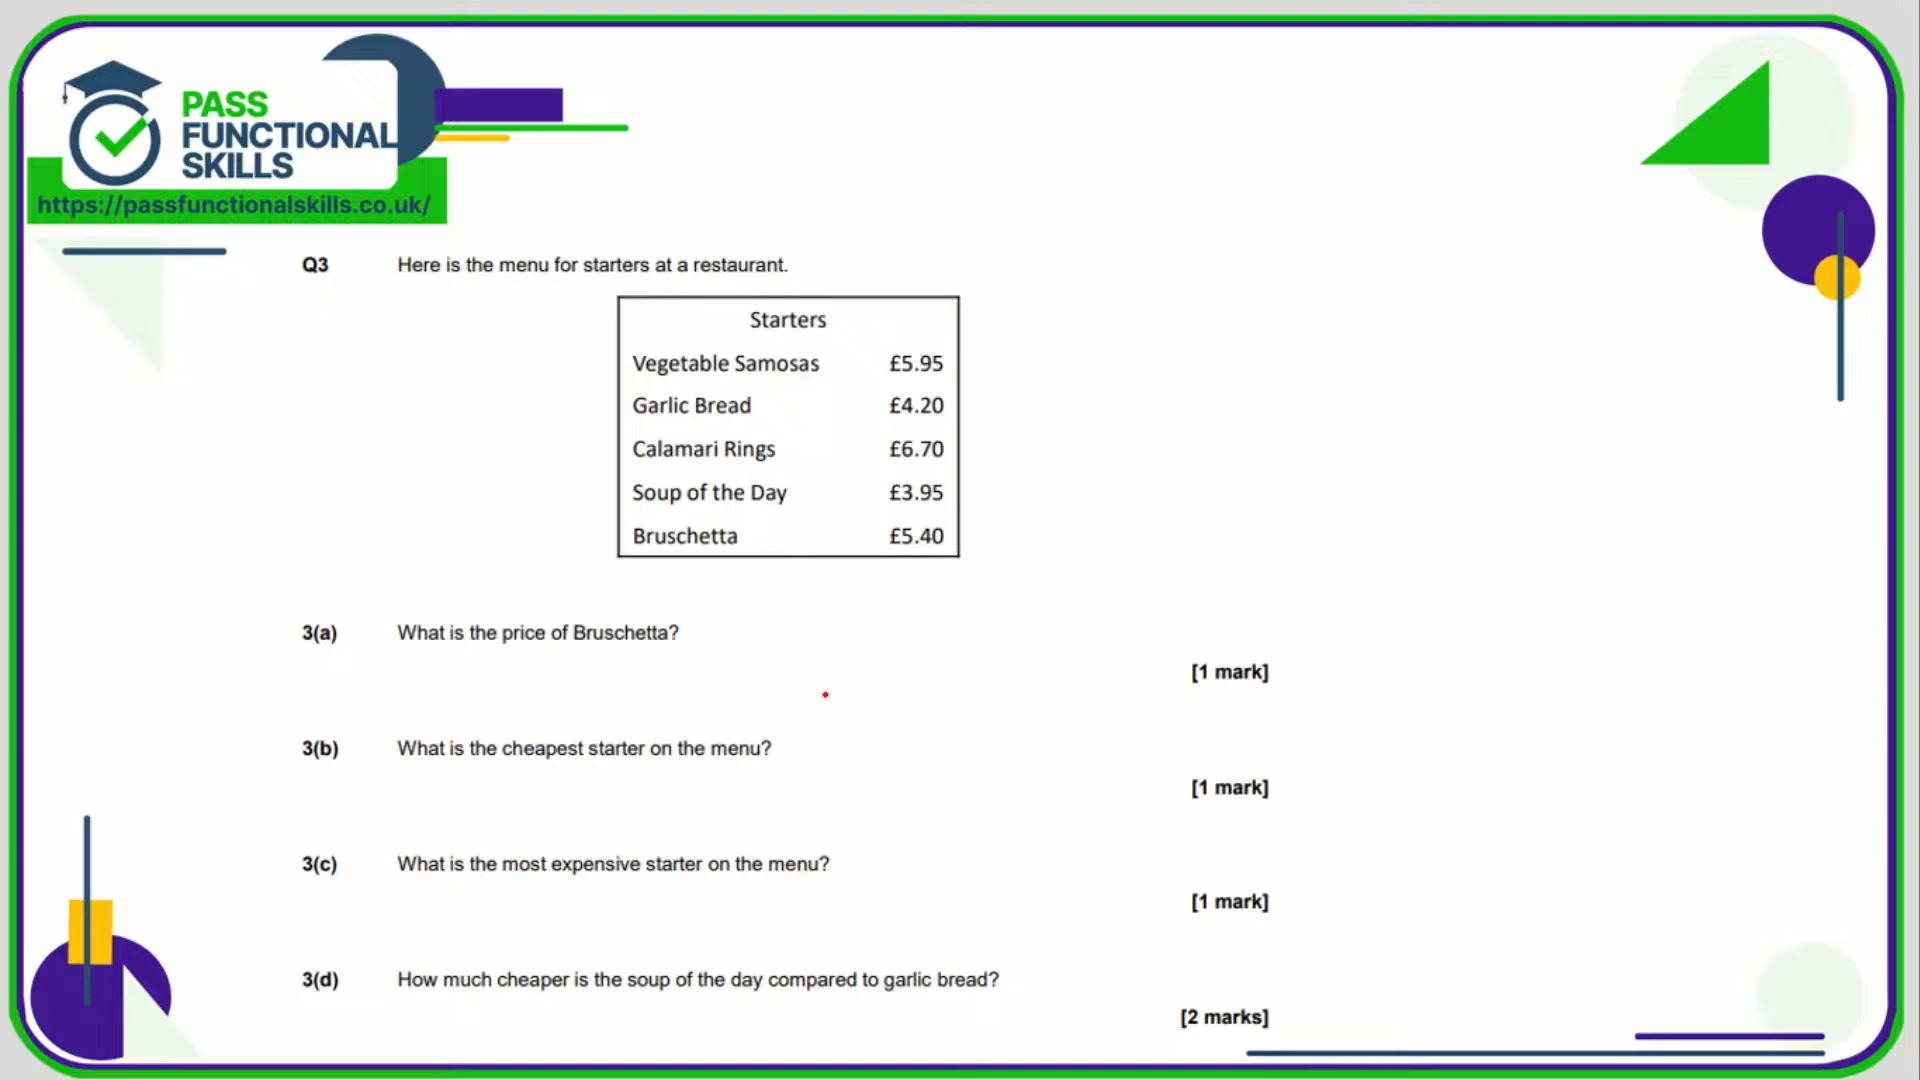 PASS
FUNCTIONAL
SKILLS
https://passfunctionalskills.co.uk/
Q3 Here is the menu for starters at a restaurant.
Starters
Vegetable Samosas £5.95
Garlic Bread £4.20
Calamari Rings £6.70
Soup of the Day £3.95
Bruschetta £5.40
3(a) What is the price of Bruschetta?
[1 mark]
3(b) What is the cheapest starter on the menu?
[1 mark]
3(c) What is the most expensive starter on the menu?
[1 mark]
3(d) How much cheaper is the soup of the day compared to garlic bread?
[2 marks]